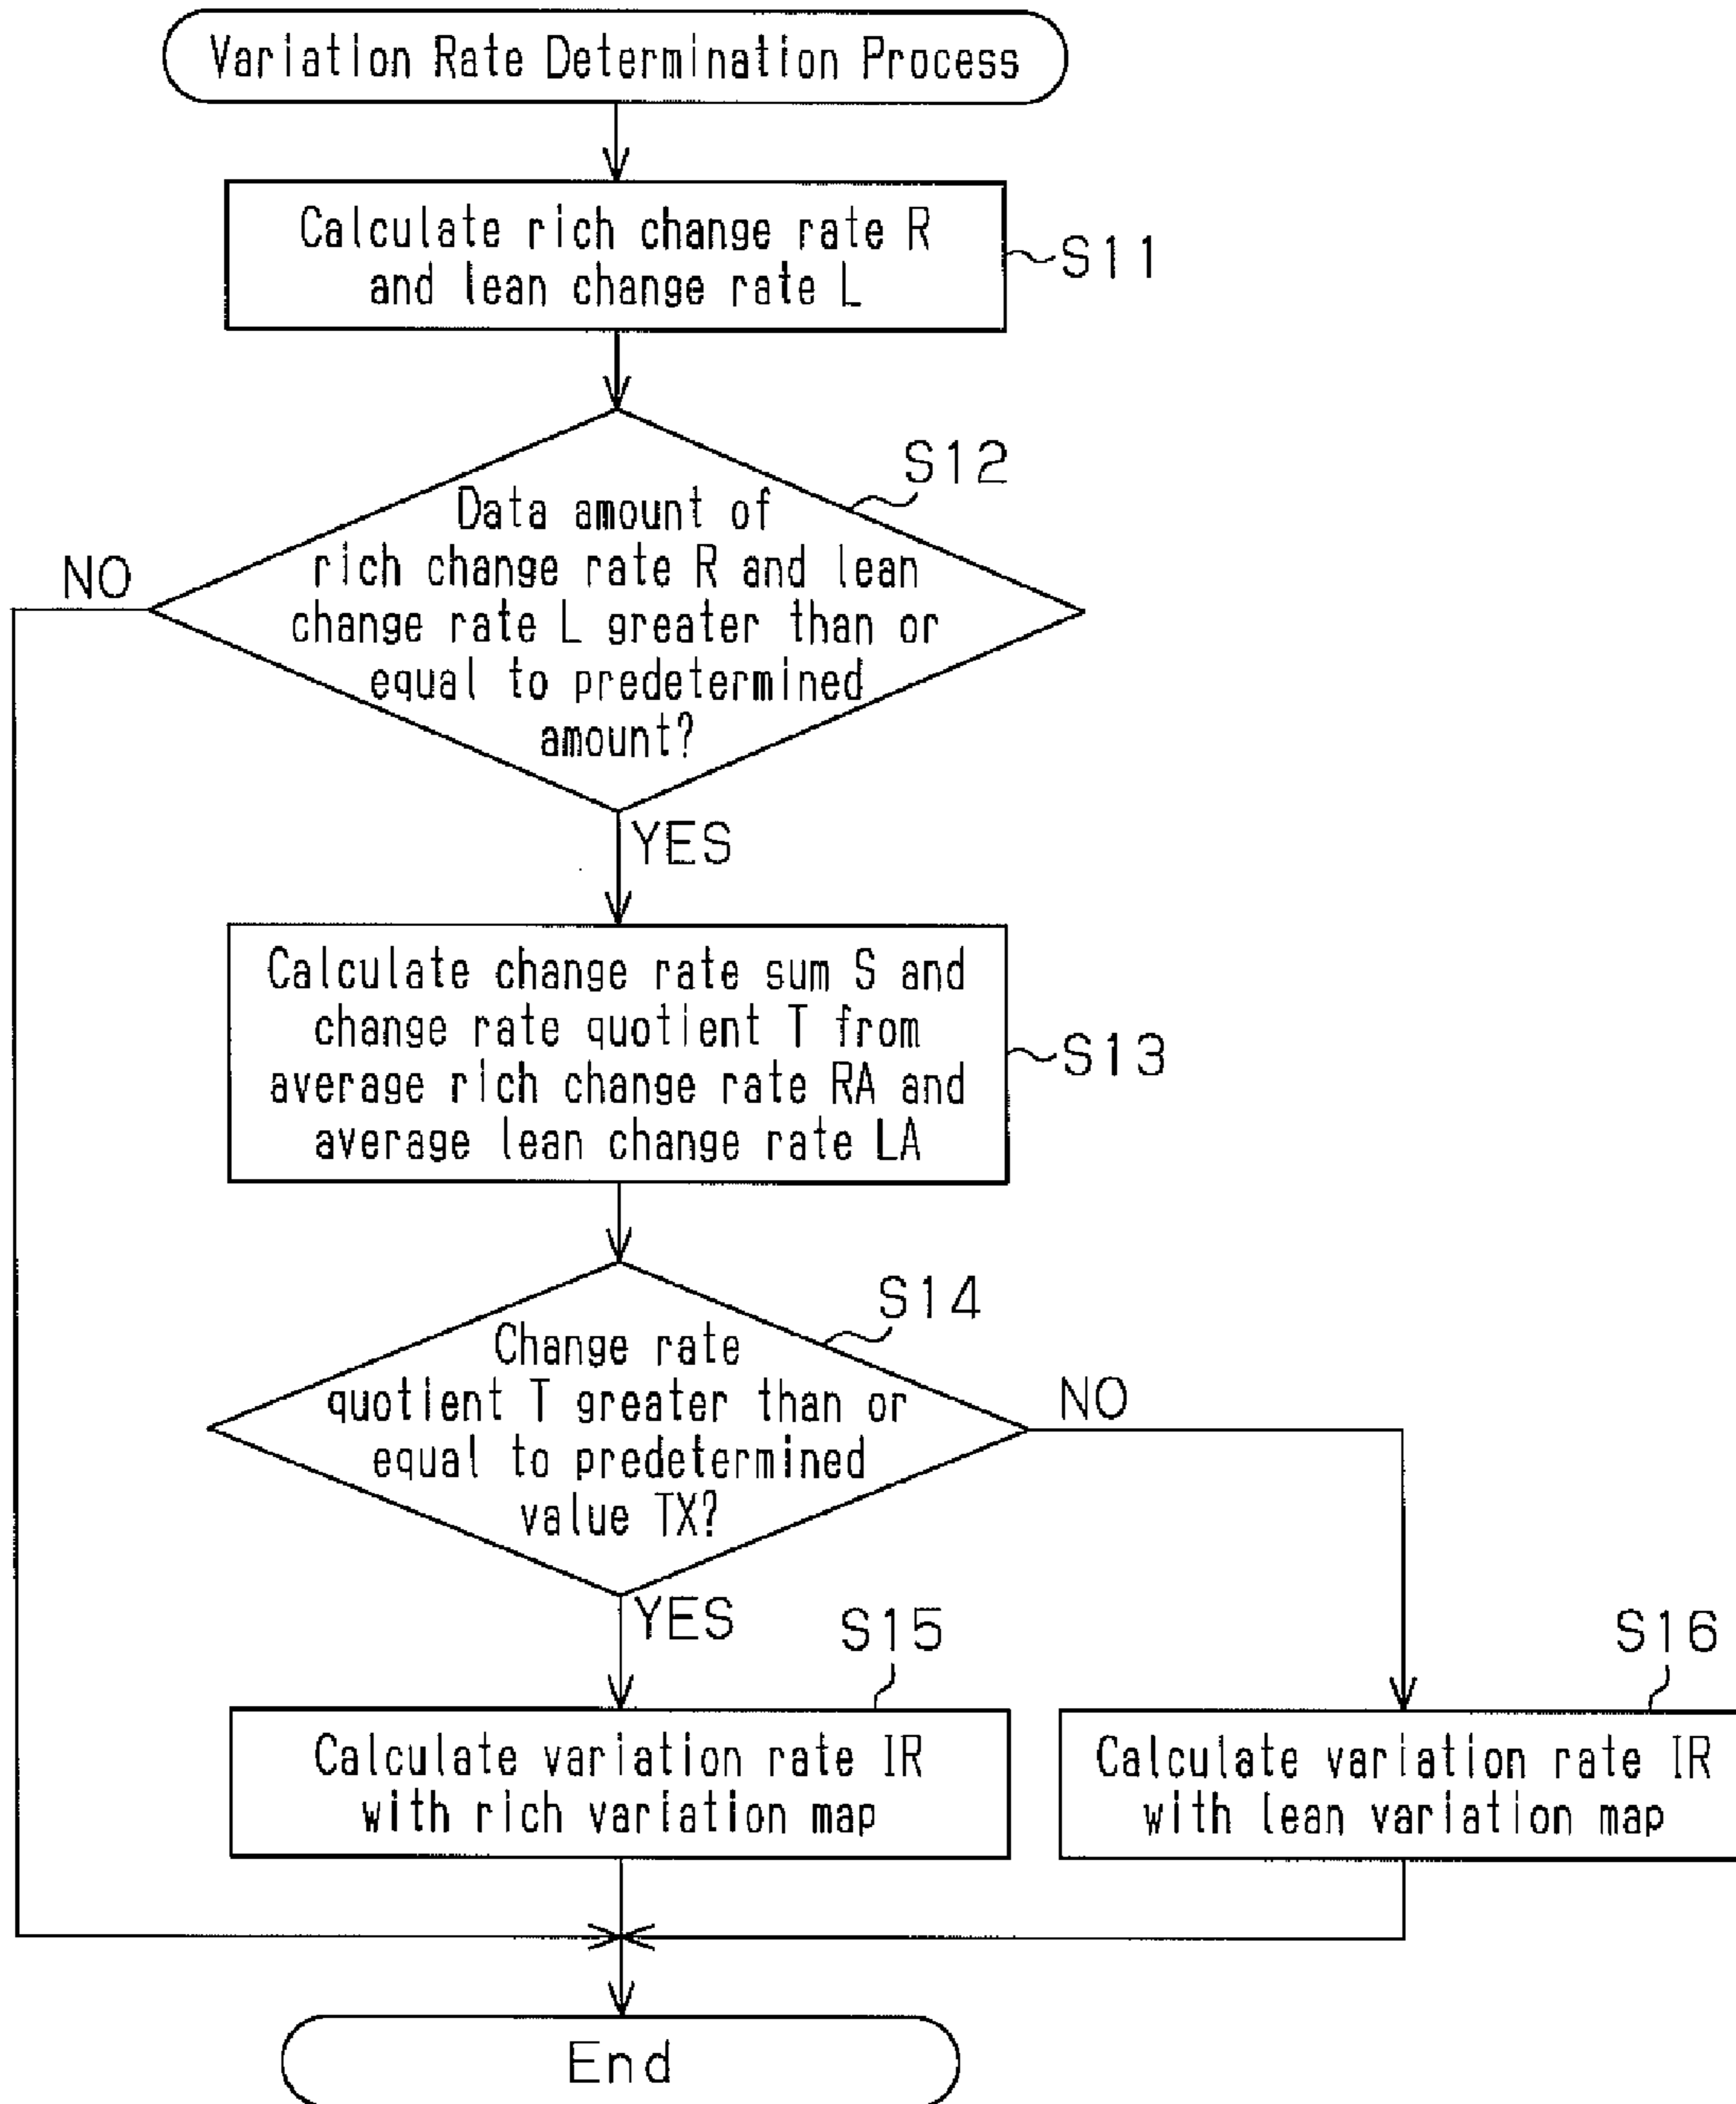 Variation Rate Determination Process
Calculate rich change rate R
and lean change rate L
S11
S12
Data amount of
rich change rate R and lean
change rate L greater than or
equal to predetermined
amount?
NO
YES
Calculate change rate sum S and
change rate quotient T from
average rich change rate RA and
average lean change rate LA
S13
S14
Change rate
quotient T greater than or
equal to predetermined
value TX?
NO
YES
S15
S16
Calculate variation rate IR
with rich variation map
Calculate variation rate IR
with lean variation map
End